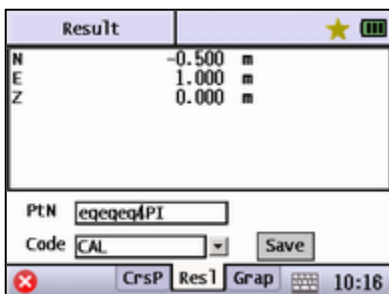 Result
N -0.500 m
E 1.000 m
Z 0.000 m
PtN eqeqeq4PI
Code CAL Save
CrsP Resl Grap 10:16